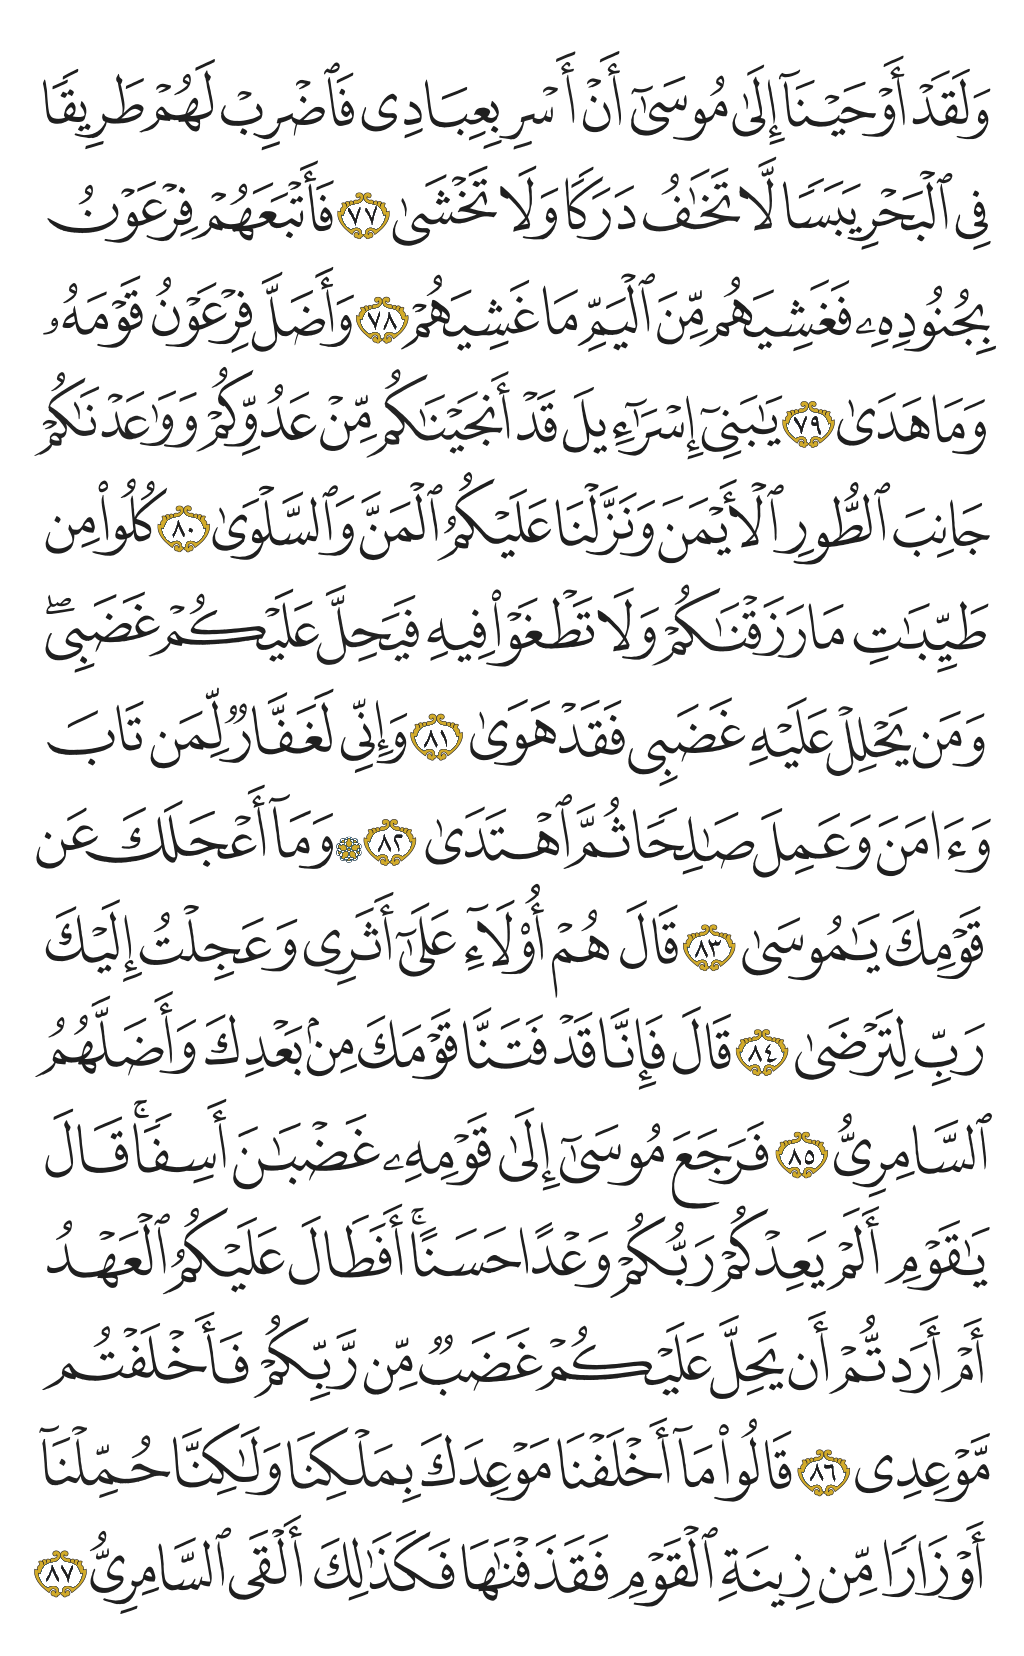 وَلَقَدۡ أَوۡحَيۡنَآ إِلَىٰ مُوسَىٰٓ أَنۡ أَسۡرِ بِعِبَادِي فَٱضۡرِبۡ لَهُمۡ طَرِيقٗا
فِي ٱلۡبَحۡرِ يَبَسٗا لَّا تَخَٰفُ دَرَكٗا وَلَا تَخۡشَىٰ ٧٧ فَأَتۡبَعَهُمۡ فِرۡعَوۡنُ
بِجُنُودِهِۦ فَغَشِيَهُم مِّنَ ٱلۡيَمِّ مَا غَشِيَهُمۡ ٧٨ وَأَضَلَّ فِرۡعَوۡنُ قَوۡمَهُۥ
وَمَا هَدَىٰ ٧٩ يَٰبَنِيٓ إِسۡرَٰٓءِيلَ قَدۡ أَنجَيۡنَٰكُم مِّنۡ عَدُوِّكُمۡ وَوَٰعَدۡنَٰكُمۡ
جَانِبَ ٱلطُّورِ ٱلۡأَيۡمَنَ وَنَزَّلۡنَا عَلَيۡكُمُ ٱلۡمَنَّ وَٱلسَّلۡوَىٰ ٨٠ كُلُواْ مِن
طَيِّبَٰتِ مَا رَزَقۡنَٰكُمۡ وَلَا تَطۡغَوۡاْ فِيهِ فَيَحِلَّ عَلَيۡكُمۡ غَضَبِيۖ
وَمَن يَحۡلِلۡ عَلَيۡهِ غَضَبِي فَقَدۡ هَوَىٰ ٨١ وَإِنِّي لَغَفَّارٞ لِّمَن تَابَ
وَءَامَنَ وَعَمِلَ صَٰلِحٗا ثُمَّ ٱهۡتَدَىٰ ٨٢ ۞ وَمَآ أَعۡجَلَكَ عَن
قَوۡمِكَ يَٰمُوسَىٰ ٨٣ قَالَ هُمۡ أُوْلَآءِ عَلَىٰٓ أَثَرِي وَعَجِلۡتُ إِلَيۡكَ
رَبِّ لِتَرۡضَىٰ ٨٤ قَالَ فَإِنَّا قَدۡ فَتَنَّا قَوۡمَكَ مِنۢ بَعۡدِكَ وَأَضَلَّهُمُ
ٱلسَّامِرِيُّ ٨٥ فَرَجَعَ مُوسَىٰٓ إِلَىٰ قَوۡمِهِۦ غَضۡبَٰنَ أَسِفٗاۚ قَالَ
يَٰقَوۡمِ أَلَمۡ يَعِدۡكُمۡ رَبُّكُمۡ وَعۡدًا حَسَنًاۚ أَفَطَالَ عَلَيۡكُمُ ٱلۡعَهۡدُ
أَمۡ أَرَدتُّمۡ أَن يَحِلَّ عَلَيۡكُمۡ غَضَبٞ مِّن رَّبِّكُمۡ فَأَخۡلَفۡتُم
مَّوۡعِدِي ٨٦ قَالُواْ مَآ أَخۡلَفۡنَا مَوۡعِدَكَ بِمَلۡكِنَا وَلَٰكِنَّا حُمِّلۡنَآ
أَوۡزَارٗا مِّن زِينَةِ ٱلۡقَوۡمِ فَقَذَفۡنَٰهَا فَكَذَٰلِكَ أَلۡقَى ٱلسَّامِرِيُّ ٨٧